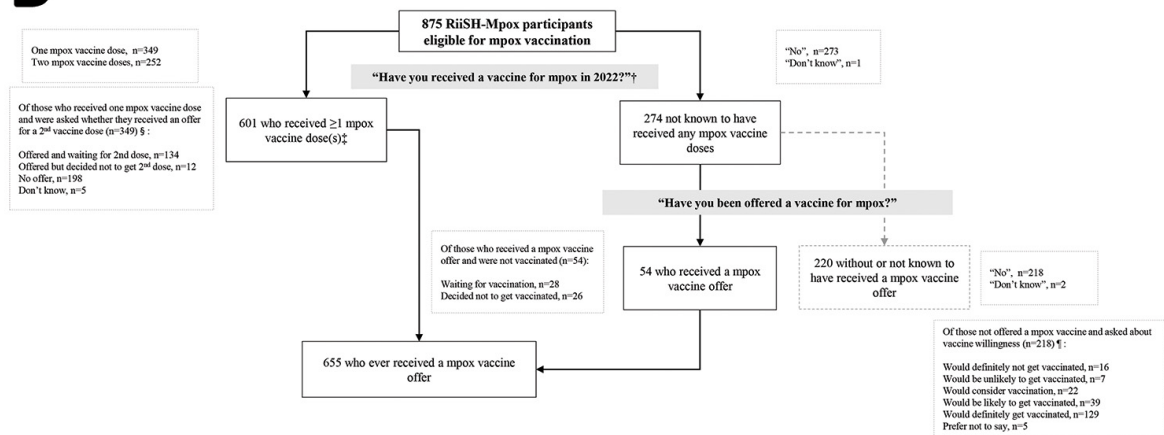 875 RiiSH-Mpox participants
eligible for mpox vaccination
One mpox vaccine dose, n=349
Two mpox vaccine doses, n=252
“No”, n=273
“Don’t know”, n=1
“Have you received a vaccine for mpox in 2022?”†
Of those who received one mpox vaccine dose
and were asked whether they received an offer
for a 2nd vaccine dose (n=349) § :
Offered and waiting for 2nd dose, n=134
Offered but decided not to get 2nd dose, n=12
No offer, n=198
Don’t know, n=5
601 who received ≥1 mpox
vaccine dose(s)‡
274 not known to have
received any mpox vaccine
doses
“Have you been offered a vaccine for mpox?”
Of those who received a mpox vaccine
offer and were not vaccinated (n=54):
Waiting for vaccination, n=28
Decided not to get vaccinated, n=26
54 who received a mpox
vaccine offer
220 without or not known to
have received a mpox vaccine
offer
“No”, n=218
“Don’t know”, n=2
655 who ever received a mpox vaccine
offer
Of those not offered a mpox vaccine and asked about
vaccine willingness (n=218) ¶ :
Would definitely not get vaccinated, n=16
Would be unlikely to get vaccinated, n=7
Would consider vaccination, n=22
Would be likely to get vaccinated, n=39
Would definitely get vaccinated, n=129
Prefer not to say, n=5